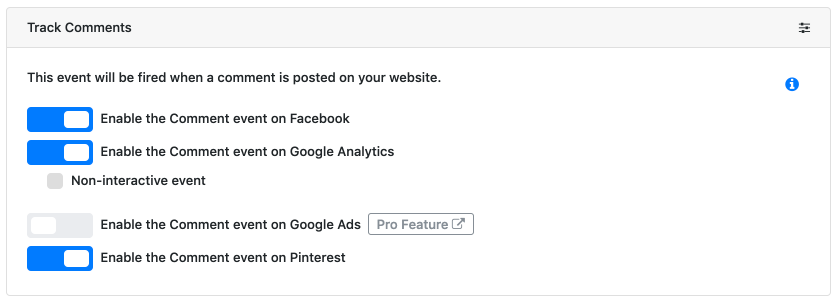 Track Comments
This event will be fired when a comment is posted on your website.
Enable the Comment event on Facebook
Enable the Comment event on Google Analytics
Non-interactive event
Enable the Comment event on Google Ads Pro Feature
Enable the Comment event on Pinterest